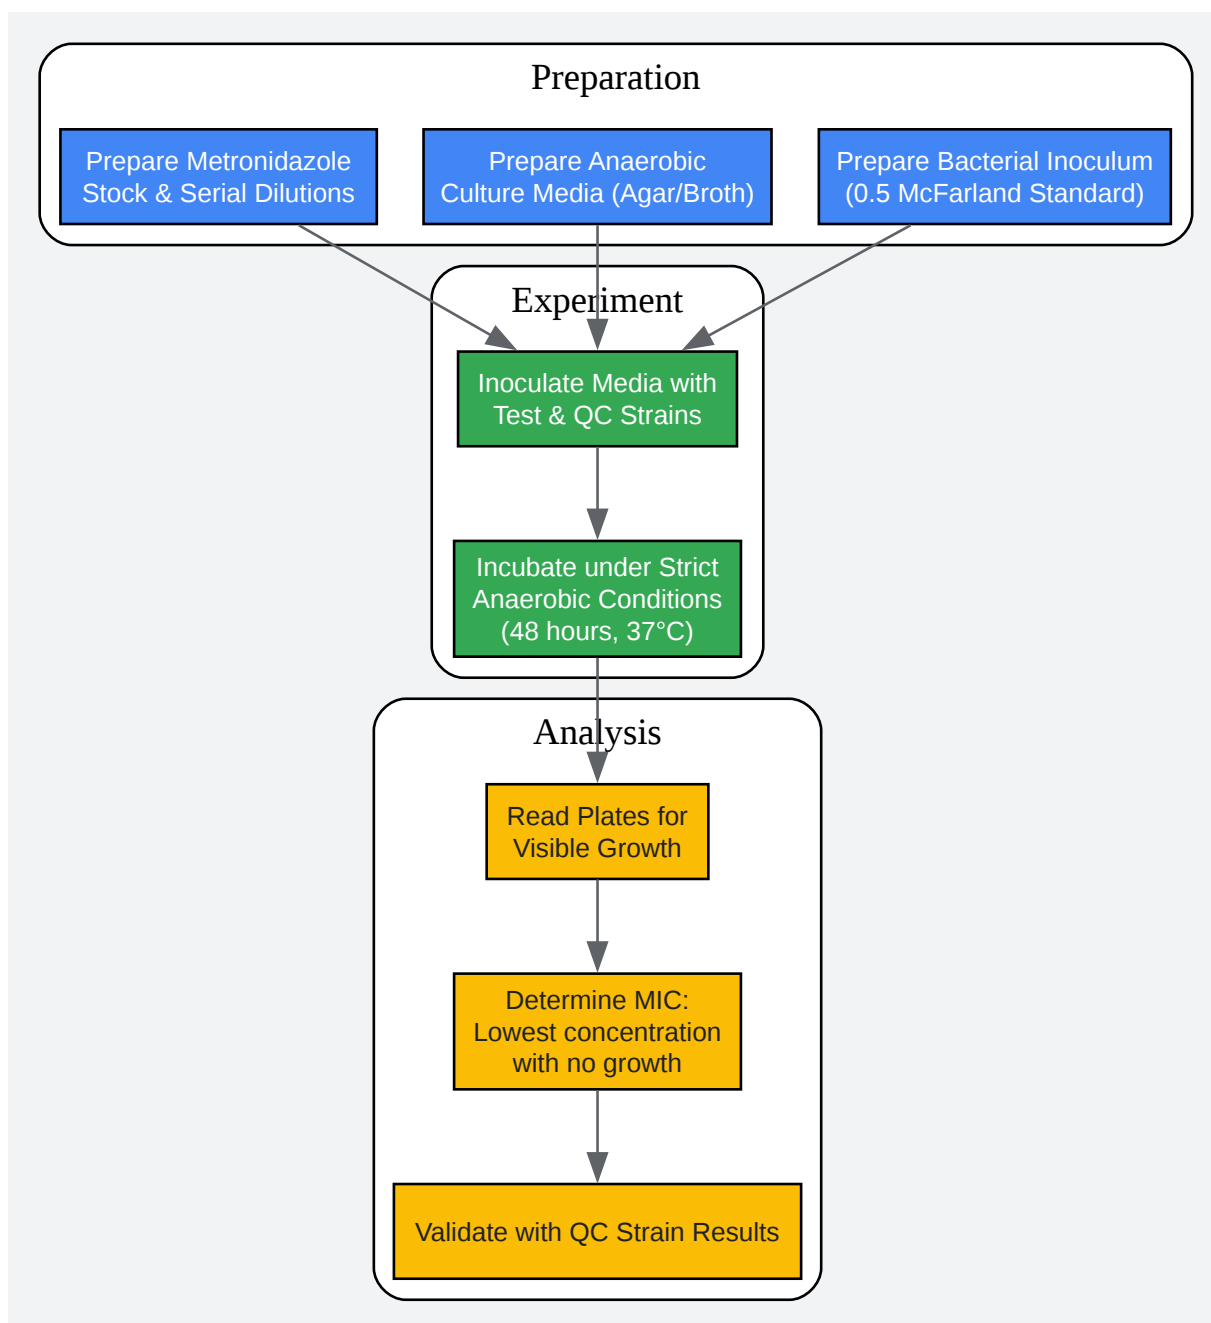 Preparation
Prepare Metronidazole
Stock & Serial Dilutions
Prepare Anaerobic
Culture Media (Agar/Broth)
Prepare Bacterial Inoculum
(0.5 McFarland Standard)
Experiment
Inoculate Media with
Test & QC Strains
Incubate under Strict
Anaerobic Conditions
(48 hours, 37°C)
Analysis
Read Plates for
Visible Growth
Determine MIC:
Lowest concentration
with no growth
Validate with QC Strain Results